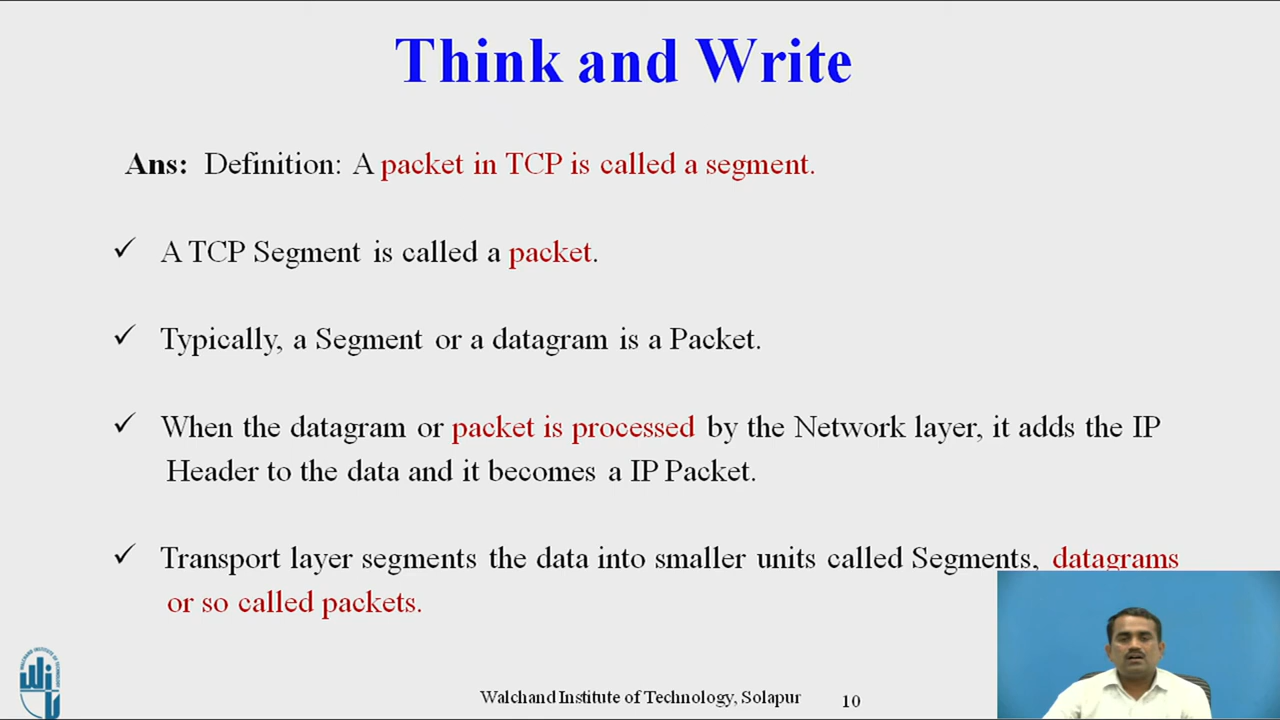 Think and Write
Ans: Definition: A packet in TCP is called a segment.
✓ A TCP Segment is called a packet.
✓ Typically, a Segment or a datagram is a Packet.
✓ When the datagram or packet is processed by the Network layer, it adds the IP
Header to the data and it becomes a IP Packet.
✓ Transport layer segments the data into smaller units called Segments, datagrams
or so called packets.
Walchand Institute of Technology, Solapur 10